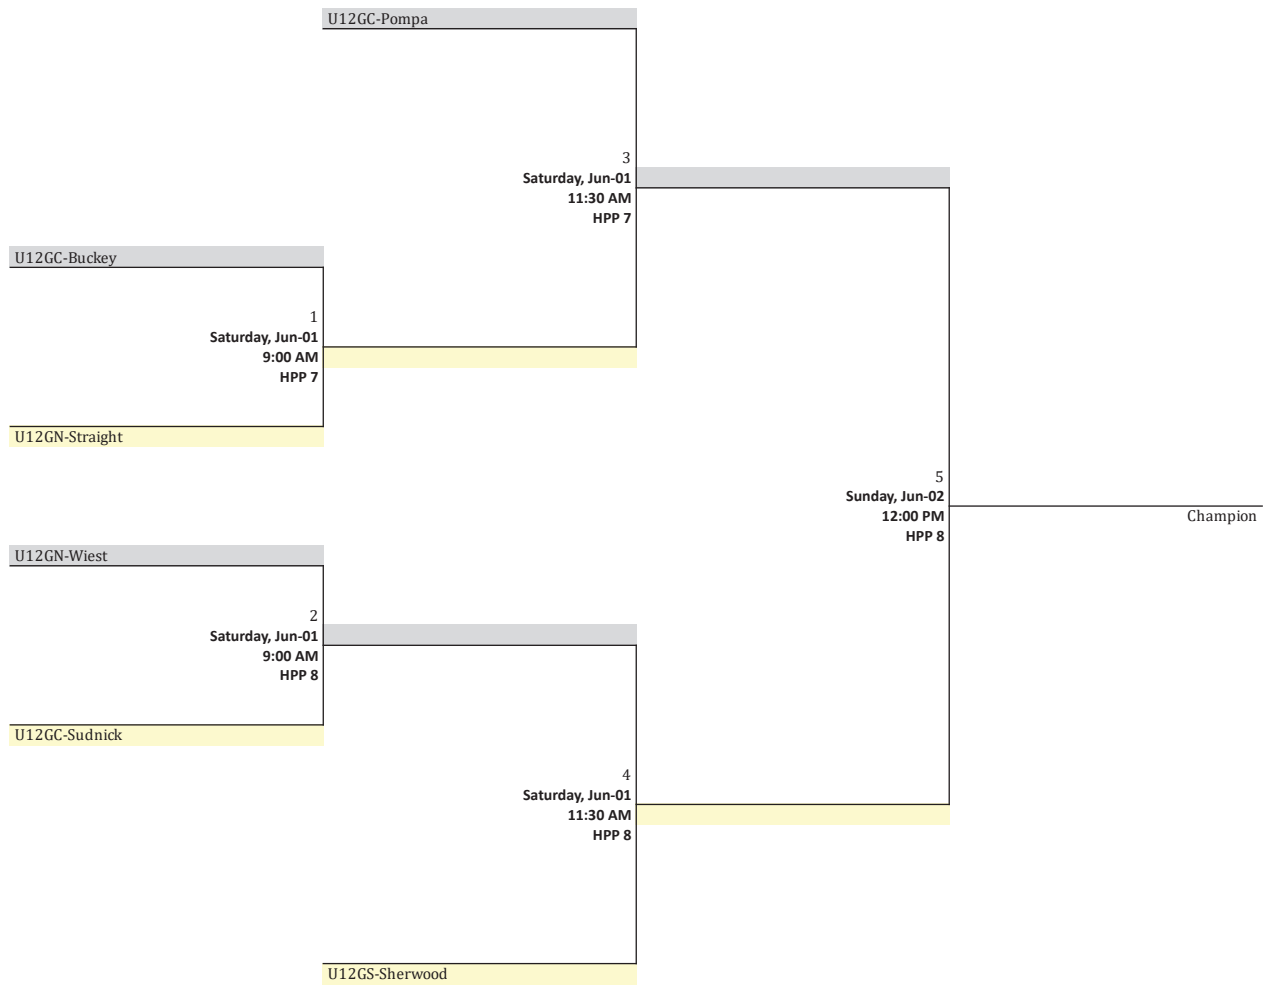 U12GC-Pompa
3
Saturday, Jun-01
11:30 AM
HPP 7
U12GC-Buckey
1
Saturday, Jun-01
9:00 AM
HPP 7
U12GN-Straight
5
Sunday, Jun-02
12:00 PM
HPP 8
Champion
U12GN-Wiest
2
Saturday, Jun-01
9:00 AM
HPP 8
U12GC-Sudnick
4
Saturday, Jun-01
11:30 AM
HPP 8
U12GS-Sherwood